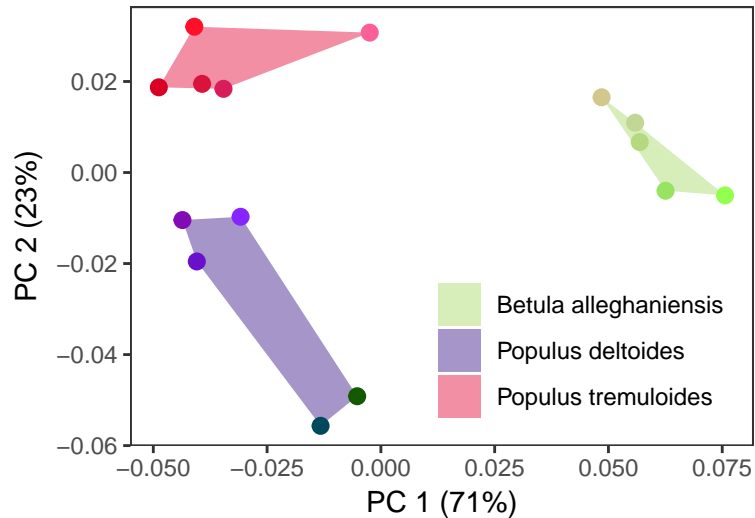 0.02
0.00
−0.02
−0.04
−0.06
PC 2 (23%)
Betula alleghaniensis
Populus deltoides
Populus tremuloides
−0.050 −0.025 0.000 0.025 0.050 0.075
PC 1 (71%)